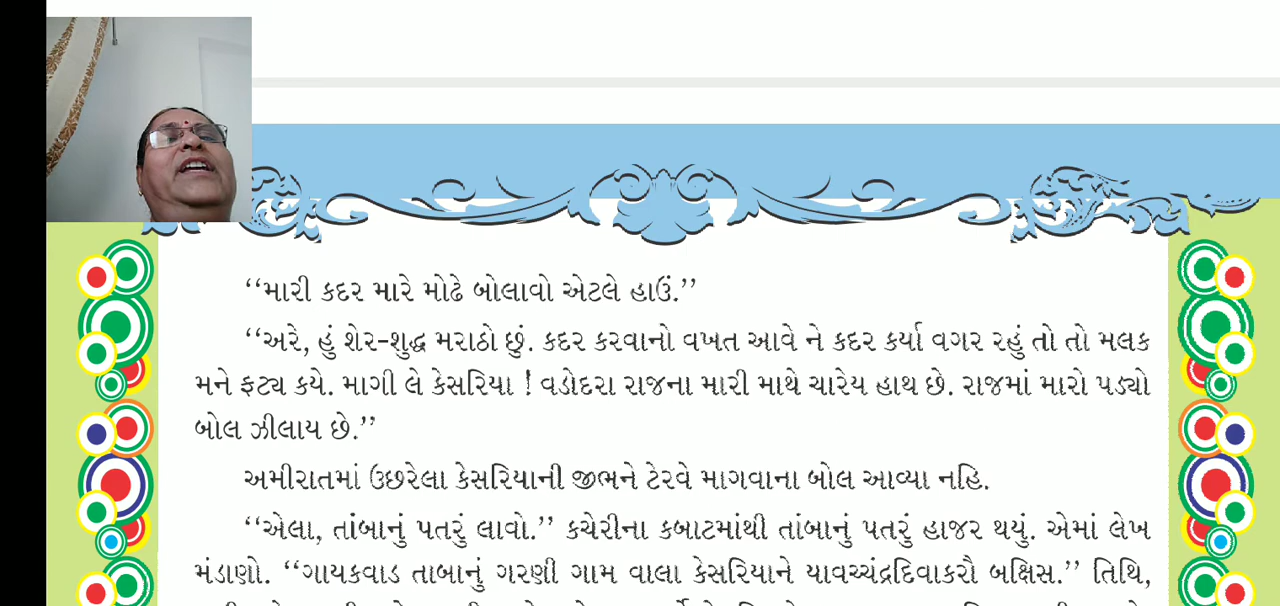 ‘‘મારી કદર મારે મોઢે બોલાવો એટલે હાઉં.’’
‘‘અરે, હું શેર-શુદ્ધ મરાઠો છું. કદર કરવાનો વખત આવે ને કદર કર્યા વગર રહું તો તો મલક
મને ફટ્ય કયે. માગી લે કેસરિયા ! વડોદરા રાજના મારી માથે ચારેય હાથ છે. રાજમાં મારો પડ્યો
બોલ ઝીલાય છે.’’
અમીરાતમાં ઉછરેલા કેસરિયાની જીભને ટેરવે માગવાના બોલ આવ્યા નહિ.
‘‘એલા, તાંબાનું પતરું લાવો.’’ કચેરીના કબાટમાંથી તાંબાનું પતરું હાજર થયું. એમાં લેખ
મંડાણો. ‘‘ગાયકવાડ તાબાનું ગરણી ગામ વાલા કેસરિયાને યાવચ્ચંદ્રદિવાકરૌ બક્ષિસ.’’ તિથિ,